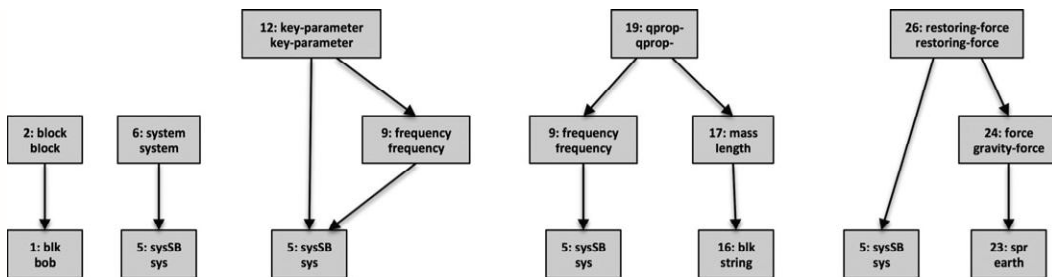 12: key-parameter
key-parameter
19: qprop-
qprop-
26: restoring-force
restoring-force
2: block
block
6: system
system
9: frequency
frequency
9: frequency
frequency
17: mass
length
24: force
gravity-force
1: blk
bob
5: sysSB
sys
5: sysSB
sys
5: sysSB
sys
16: blk
string
5: sysSB
sys
23: spr
earth